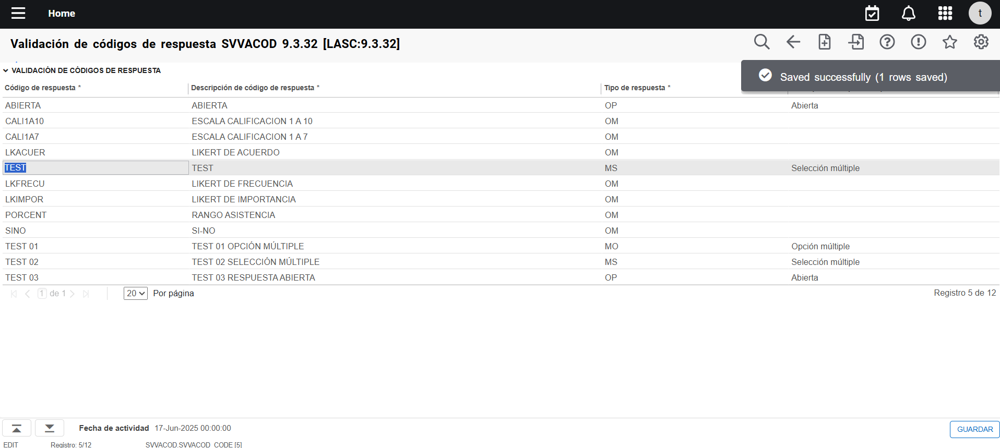 Home
t
Validación de códigos de respuesta SVVACOD 9.3.32 [LASC:9.3.32]
Saved successfully (1 rows saved)
VALIDACIÓN DE CÓDIGOS DE RESPUESTA
Código de respuesta * Descripción de código de respuesta * Tipo de respuesta *
ABIERTA ABIERTA OP Abierta
CALI1A10 ESCALA CALIFICACION 1 A 10 OM
CALI1A7 ESCALA CALIFICACION 1 A 7 OM
LKACUER LIKERT DE ACUERDO OM
TEST TEST MS Selección múltiple
LKFRECU LIKERT DE FRECUENCIA OM
LKIMPOR LIKERT DE IMPORTANCIA OM
PORCENT RANGO ASISTENCIA OM
SINO SI-NO OM
TEST 01 TEST 01 OPCIÓN MÚLTIPLE MO Opción múltiple
TEST 02 TEST 02 SELECCIÓN MÚLTIPLE MS Selección múltiple
TEST 03 TEST 03 RESPUESTA ABIERTA OP Abierta
1 de 1 20 Por página Registro 5 de 12
Fecha de actividad 17-Jun-2025 00:00:00 GUARDAR
EDIT Registro: 5/12 SVVACOD.SVVACOD_CODE [5]